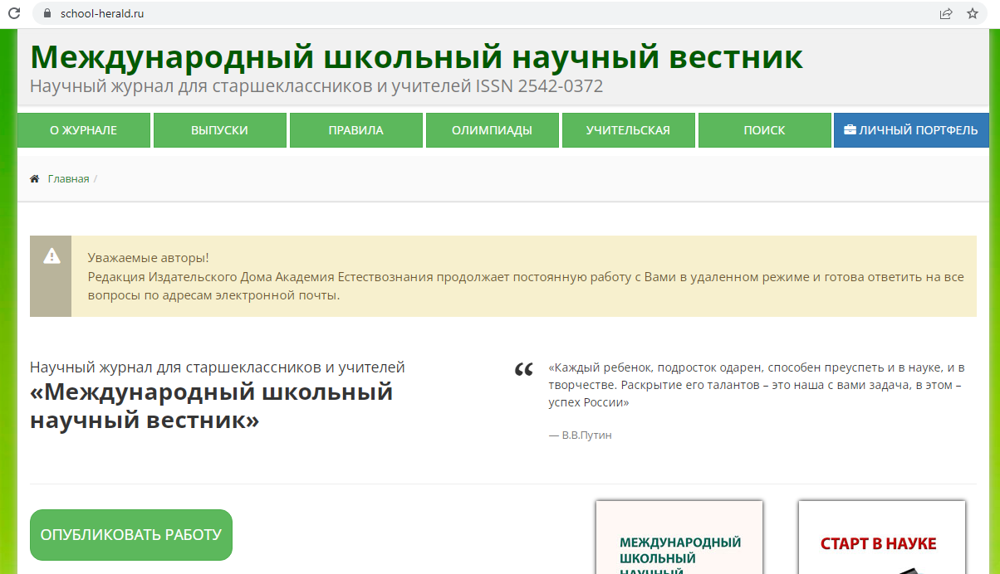 school-herald.ru
Международный школьный научный вестник
Научный журнал для старшеклассников и учителей ISSN 2542-0372
О ЖУРНАЛЕ
ВЫПУСКИ
ПРАВИЛА
ОЛИМПИАДЫ
УЧИТЕЛЬСКАЯ
ПОИСК
ЛИЧНЫЙ ПОРТФЕЛЬ
Главная /
Уважаемые авторы!
Редакция Издательского Дома Академия Естествознания продолжает постоянную работу с Вами в удаленном режиме и готова ответить на все
вопросы по адресам электронной почты.
Научный журнал для старшеклассников и учителей
«Международный школьный
научный вестник»
“
«Каждый ребенок, подросток одарен, способен преуспеть и в науке, и в
творчестве. Раскрытие его талантов – это наша с вами задача, в этом –
успех России»
— В.В.Путин
ОПУБЛИКОВАТЬ РАБОТУ
МЕЖДУНАРОДНЫЙ
ШКОЛЬНЫЙ
НАУЧНЫЙ
СТАРТ В НАУКЕ